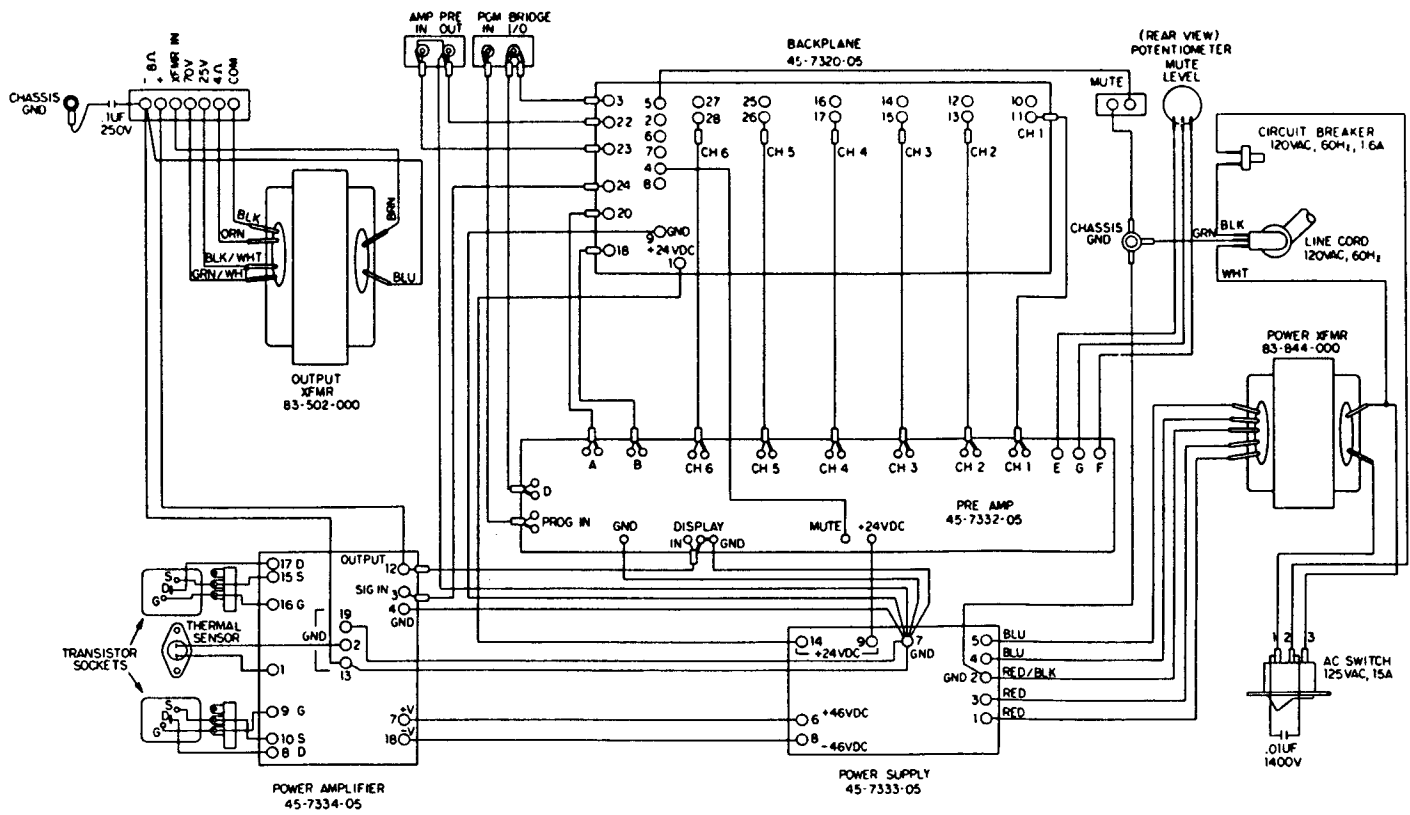 AMP PRE
IN OUT
PGM BRIDGE
IN I/O
- 8Ω
+
XFMR IN
70V
25V
4Ω
COM
CHASSIS
GND
.1UF
250V
BACKPLANE
45-7320-05
(REAR VIEW)
POTENTIOMETER
MUTE
LEVEL
MUTE
3
22
23
24
20
18
5
2
6
7
4
8
9 GND
+24VDC
1
27
28
CH 6
25
26
CH 5
16
17
CH 4
14
15
CH 3
12
13
CH 2
10
11
CH 1
CIRCUIT BREAKER
120VAC, 60Hz, 1.6A
CHASSIS
GND
GRN
BLK
WHT
LINE CORD
120VAC, 60Hz
BLK
ORN
BLK/WHT
GRN/WHT
BRN
BLU
OUTPUT
XFMR
83-502-000
POWER XFMR
83-844-000
A
B
CH 6
CH 5
CH 4
CH 3
CH 2
CH 1
E
G
F
D
PROG IN
GND
DISPLAY
IN
GND
MUTE
+24VDC
PRE AMP
45-7332-05
S
D
G
THERMAL
SENSOR
TRANSISTOR
SOCKETS
S
D
G
17 D
15 S
16 G
1
9 G
10 S
8 D
OUTPUT
12
SIG IN
3
4
GND
19
GND
2
13
+V
7
-V
18
POWER AMPLIFIER
45-7334-05
14
9
+24VDC
7
GND
6 +46VDC
8 -46VDC
5
4
GND 2
3
1
BLU
BLU
RED/BLK
RED
RED
POWER SUPPLY
45-7333-05
1 2 3
AC SWITCH
125VAC, 15A
.01UF
1400V